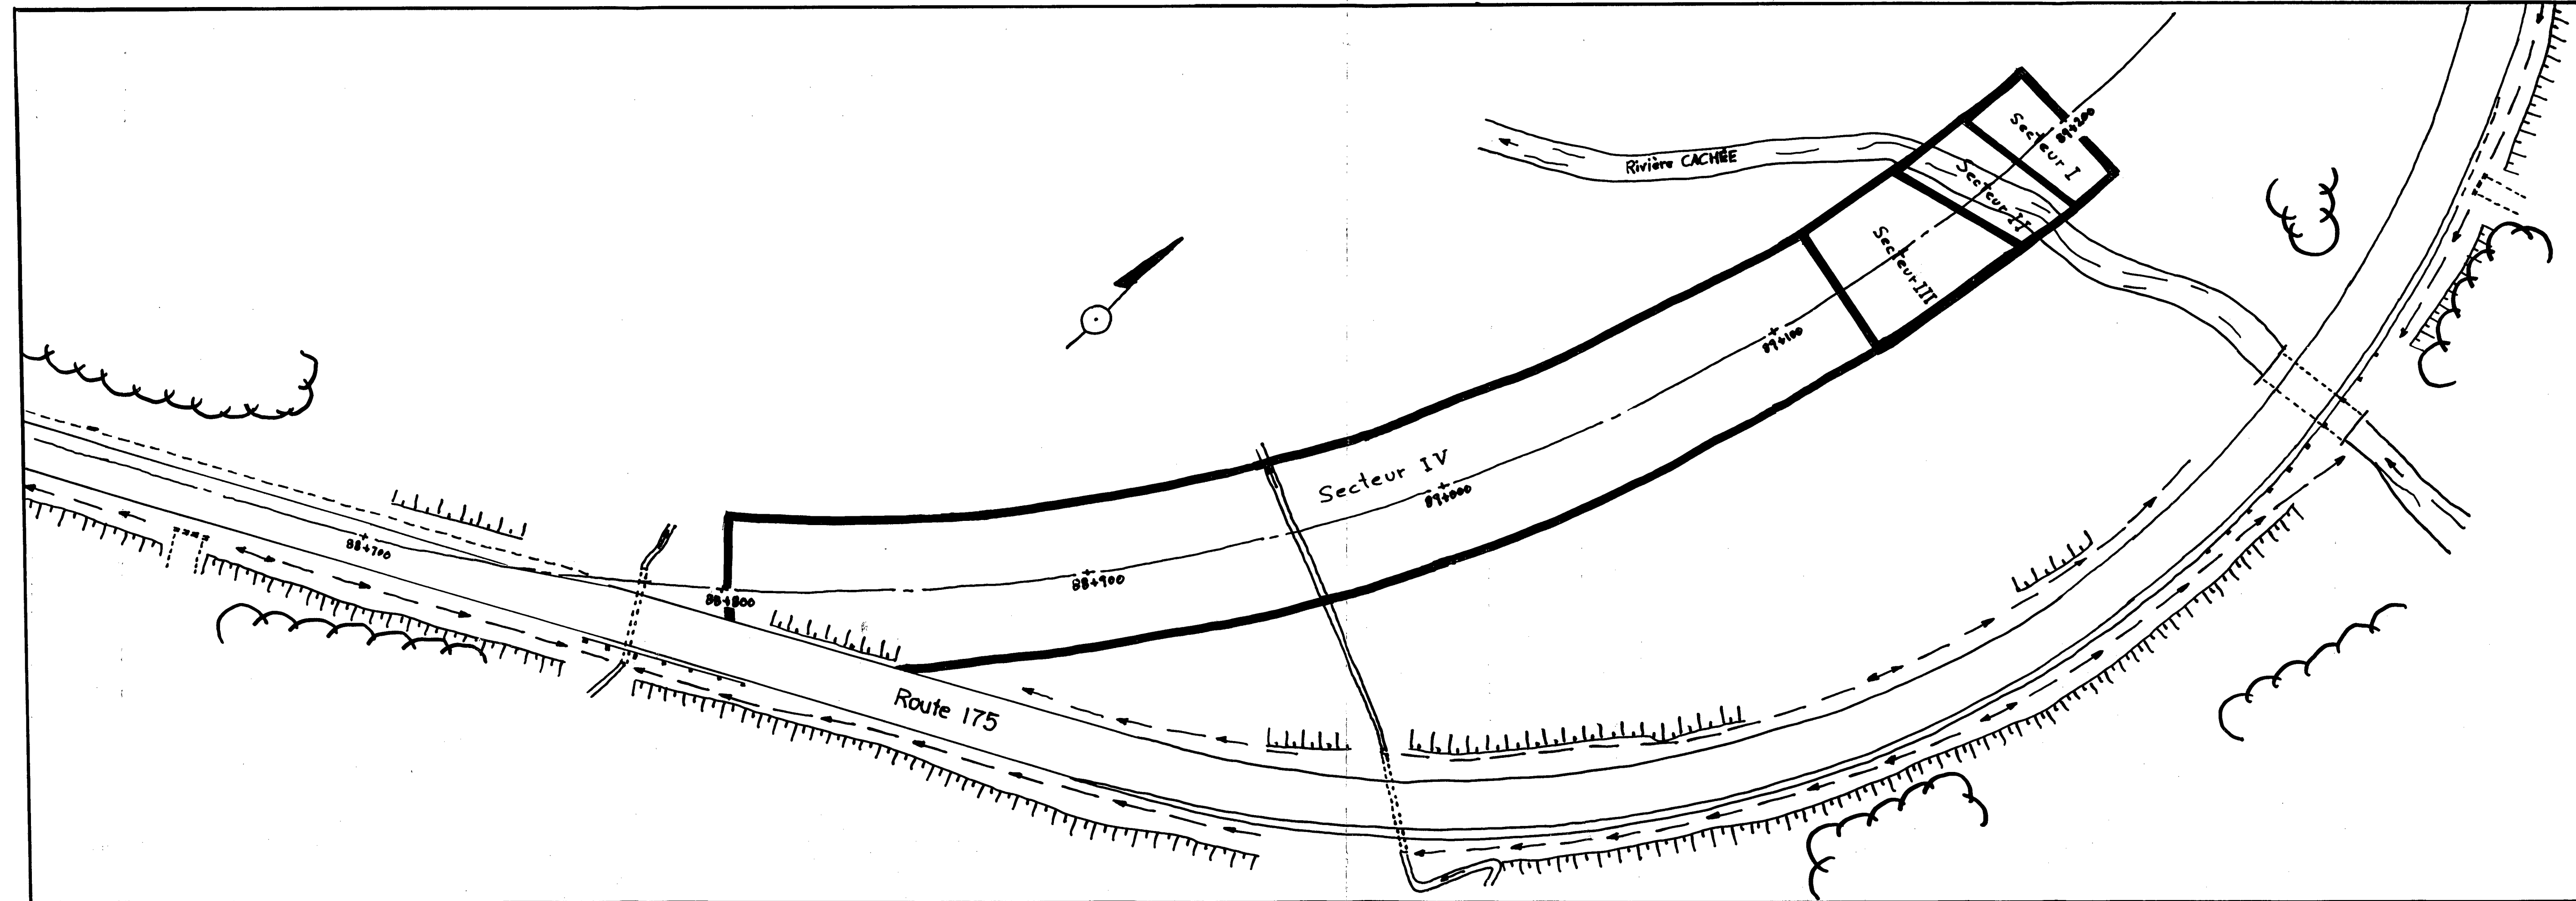 Secteur I
89+200
Rivière CACHÉE
Secteur II
Secteur III
89+100
Secteur IV
89+000
88+700
88+900
88+800
Route 175